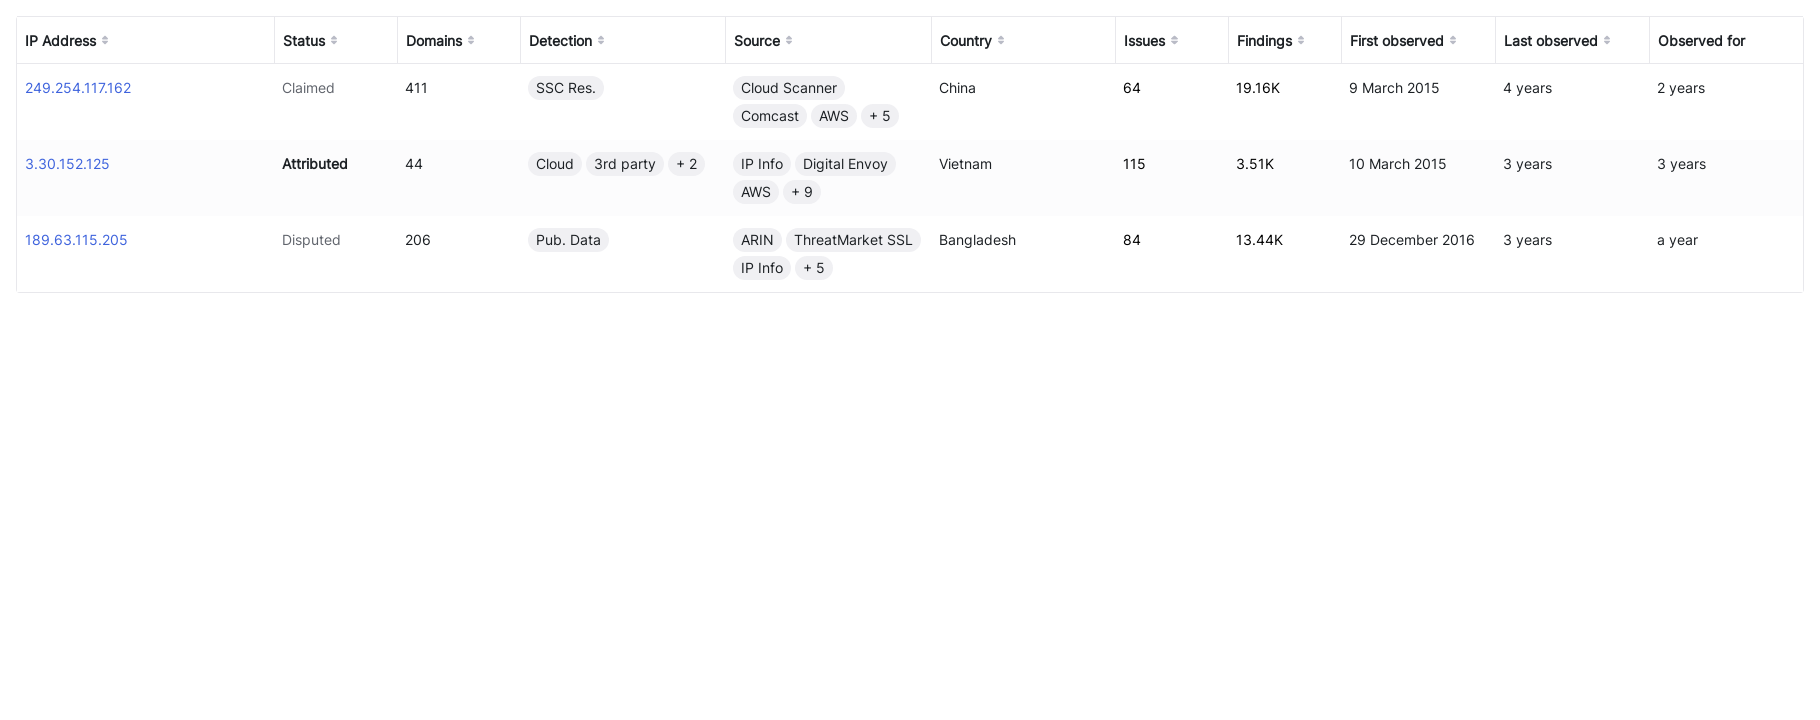 IP Address Status Domains Detection Source Country Issues Findings First observed Last observed Observed for
249.254.117.162 Claimed 411 SSC Res. Cloud Scanner China 64 19.16K 9 March 2015 4 years 2 years
Comcast AWS + 5
3.30.152.125 Attributed 44 Cloud 3rd party + 2 IP Info Digital Envoy Vietnam 115 3.51K 10 March 2015 3 years 3 years
AWS + 9
189.63.115.205 Disputed 206 Pub. Data ARIN ThreatMarket SSL Bangladesh 84 13.44K 29 December 2016 3 years a year
IP Info + 5